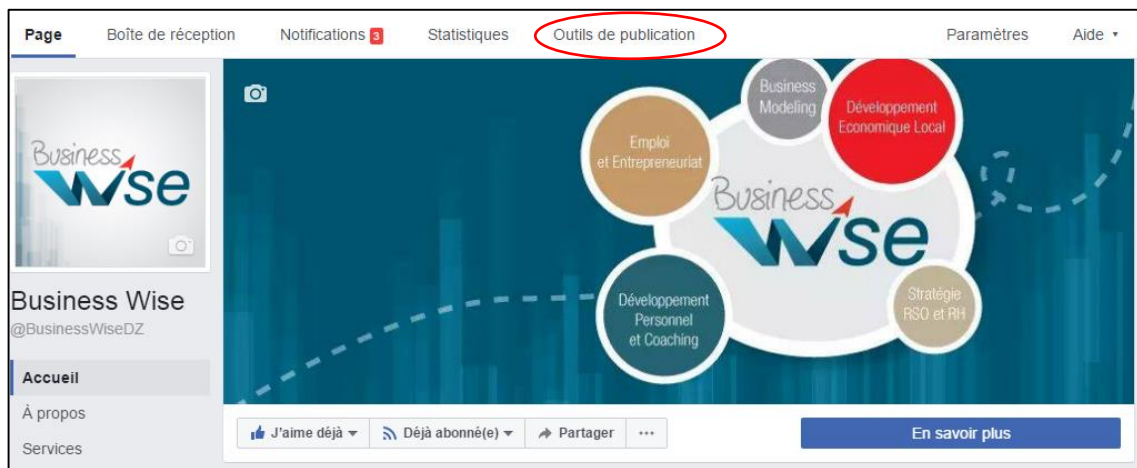 Page Boîte de réception Notifications 3 Statistiques Outils de publication Paramètres Aide
Business
Wise
Business Wise
@BusinessWiseDZ
Accueil
À propos
Services
Business
Modeling
Développement
Economique Local
Emploi
et Entrepreneuriat
Business
Wise
Développement
Personnel
et Coaching
Stratégie
RSO et RH
J'aime déjà Déjà abonné(e) Partager ... En savoir plus